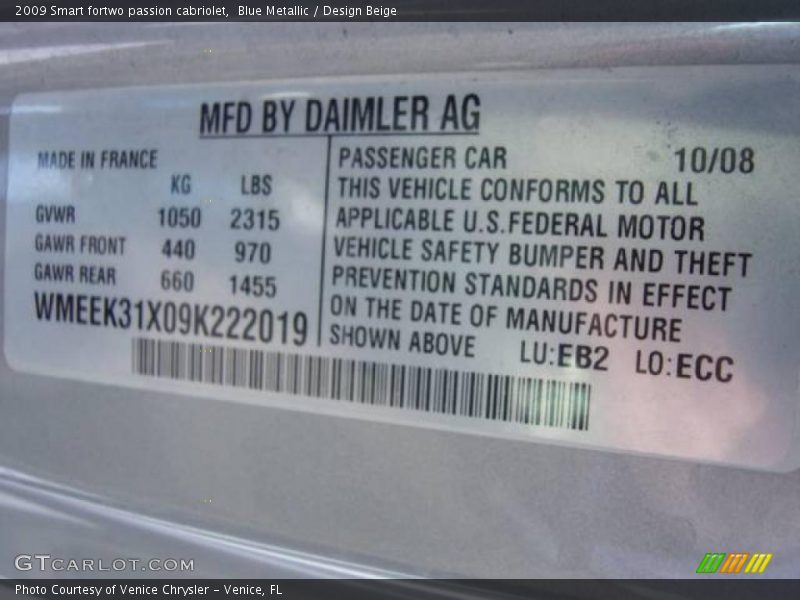 2009 Smart fortwo passion cabriolet,  Blue Metallic / Design Beige
MFD BY DAIMLER AG
MADE IN FRANCE
KG LBS
GVWR 1050 2315
GAWR FRONT 440 970
GAWR REAR 660 1455
WMEEK31X09K222019
PASSENGER CAR 10/08
THIS VEHICLE CONFORMS TO ALL
APPLICABLE U.S.FEDERAL MOTOR
VEHICLE SAFETY BUMPER AND THEFT
PREVENTION STANDARDS IN EFFECT
ON THE DATE OF MANUFACTURE
SHOWN ABOVE LU:EB2 LO:ECC
GTCARLOT.COM
Photo Courtesy of Venice Chrysler - Venice, FL